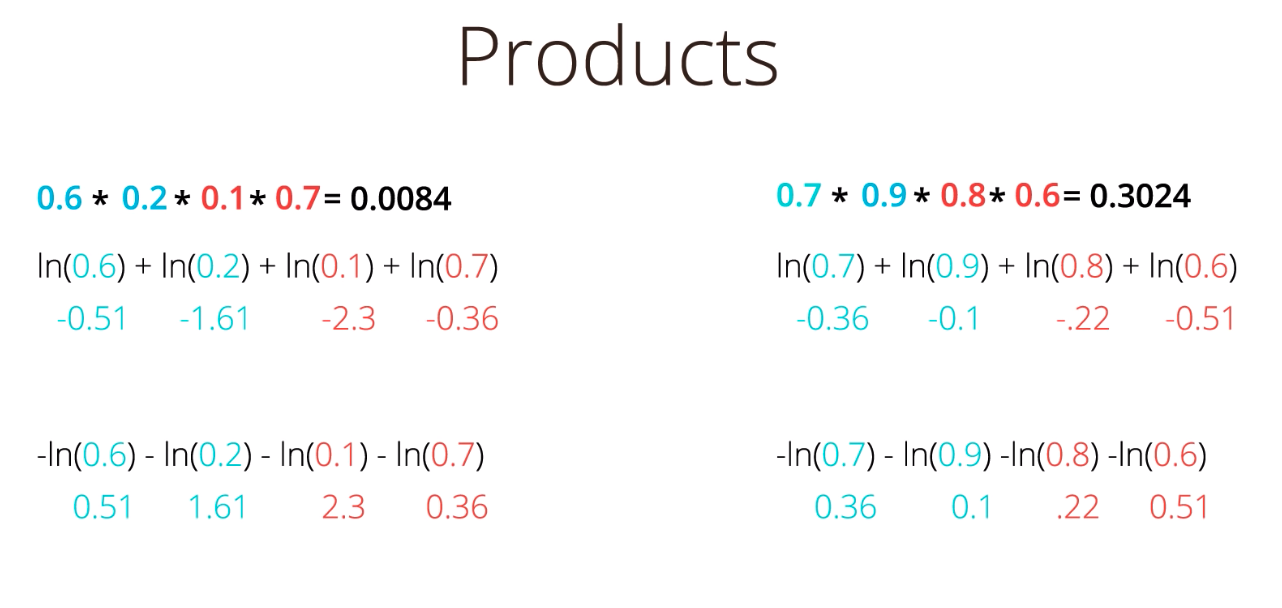 Products
0.6 * 0.2 * 0.1* 0.7= 0.0084
ln(0.6) + ln(0.2) + ln(0.1) + ln(0.7)
-0.51 -1.61 -2.3 -0.36
-ln(0.6) - ln(0.2) - ln(0.1) - ln(0.7)
0.51 1.61 2.3 0.36
0.7 * 0.9 * 0.8* 0.6= 0.3024
ln(0.7) + ln(0.9) + ln(0.8) + ln(0.6)
-0.36 -0.1 -.22 -0.51
-ln(0.7) - ln(0.9) -ln(0.8) -ln(0.6)
0.36 0.1 .22 0.51